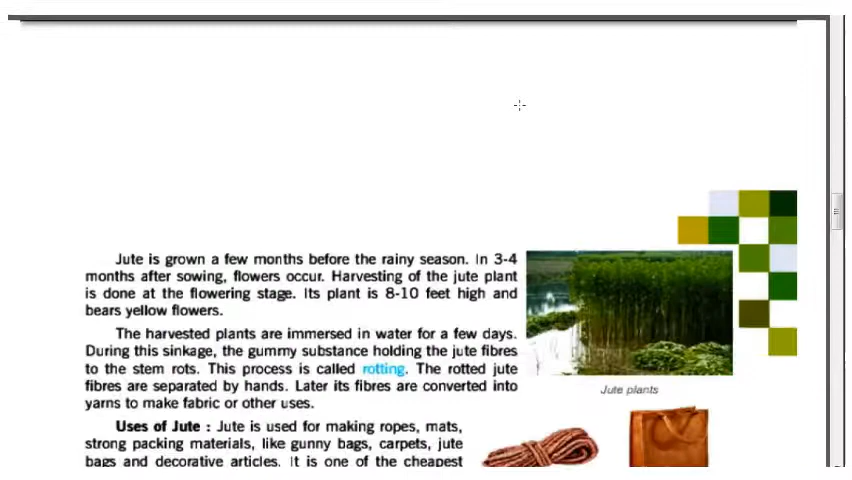 Jute is grown a few months before the rainy season. In 3-4
months after sowing, flowers occur. Harvesting of the jute plant
is done at the flowering stage. Its plant is 8-10 feet high and
bears yellow flowers.
The harvested plants are immersed in water for a few days.
During this sinkage, the gummy substance holding the jute fibres
to the stem rots. This process is called rotting. The rotted jute
fibres are separated by hands. Later its fibres are converted into
yarns to make fabric or other uses.
Jute plants
Uses of Jute : Jute is used for making ropes, mats,
strong packing materials, like gunny bags, carpets, jute
bags and decorative articles. It is one of the cheapest